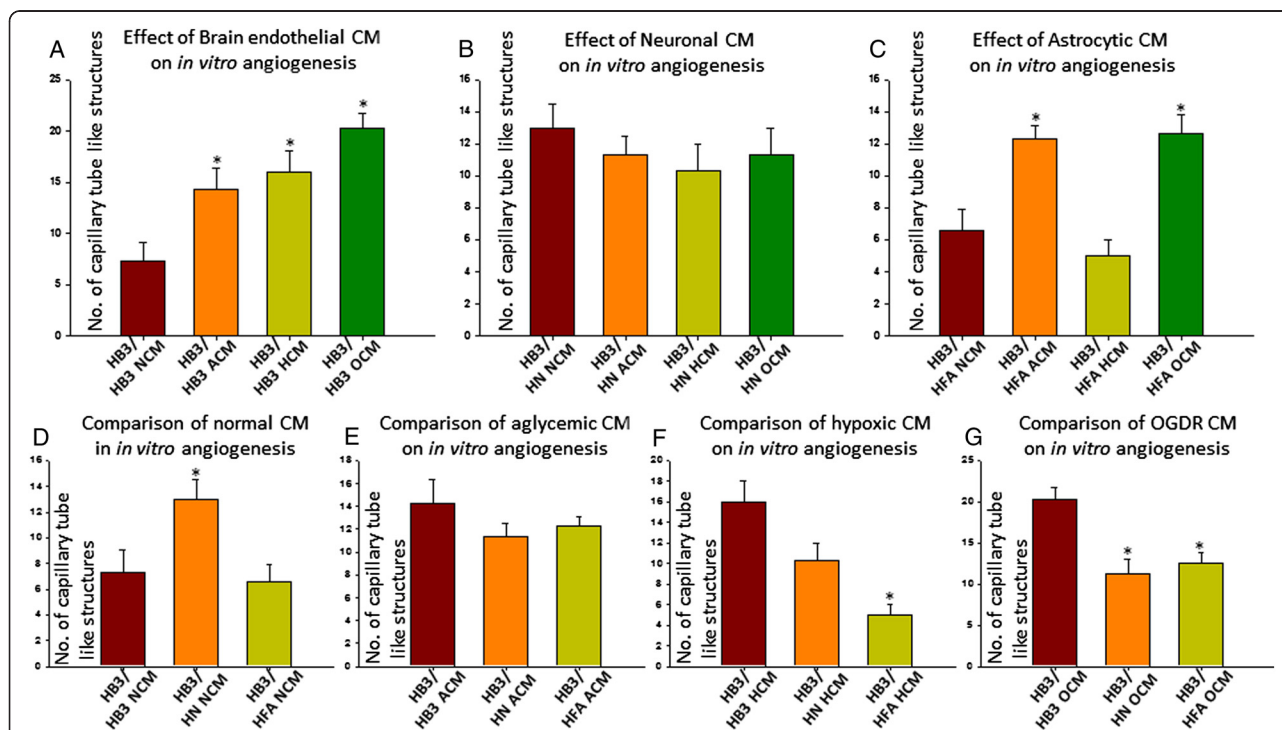 A
Effect of Brain endothelial CM
on in vitro angiogenesis
No. of capillary tube like structures
25
20
15
10
5
0
*
*
*
HB3/
HB3 NCM
HB3/
HB3 ACM
HB3/
HB3 HCM
HB3/
HB3 OCM
B
Effect of Neuronal CM
on in vitro angiogenesis
No. of capillary tube like structures
16
14
12
10
8
6
4
2
0
HB3/
HN NCM
HB3/
HN ACM
HB3/
HN HCM
HB3/
HN OCM
C
Effect of Astrocytic CM
on in vitro angiogenesis
No. of capillary tube like structures
16
14
12
10
8
6
4
2
0
*
*
HB3/
HFA NCM
HB3/
HFA ACM
HB3/
HFA HCM
HB3/
HFA OCM
D
Comparison of normal CM
in in vitro angiogenesis
No. of capillary tube
like structures
16
14
12
10
8
6
4
2
0
*
HB3/
HB3 NCM
HB3/
HN NCM
HB3/
HFA NCM
E
Comparison of aglycemic CM
on in vitro angiogenesis
No. of capillary tube
like structures
18
16
14
12
10
8
6
4
2
0
HB3/
HB3 ACM
HB3/
HN ACM
HB3/
HFA ACM
F
Comparison of hypoxic CM
on in vitro angiogenesis
No. of capillary tube
like structures
20
18
16
14
12
10
8
6
4
2
0
*
HB3/
HB3 HCM
HB3/
HN HCM
HB3/
HFA HCM
G
Comparison of OGDR CM
on in vitro angiogenesis
No. of capillary tube
like structures
25
20
15
10
5
0
*
*
HB3/
HB3 OCM
HB3/
HN OCM
HB3/
HFA OCM